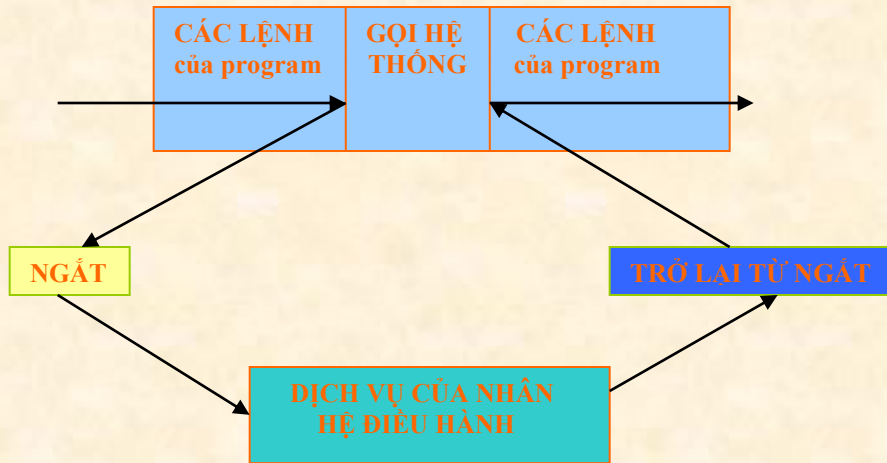 CÁC LỆNH
của program
GỌI HỆ
THỐNG
CÁC LỆNH
của program
NGẮT
TRỞ LẠI TỪ NGẮT
DỊCH VỤ CỦA NHÂN
HỆ ĐIỀU HÀNH